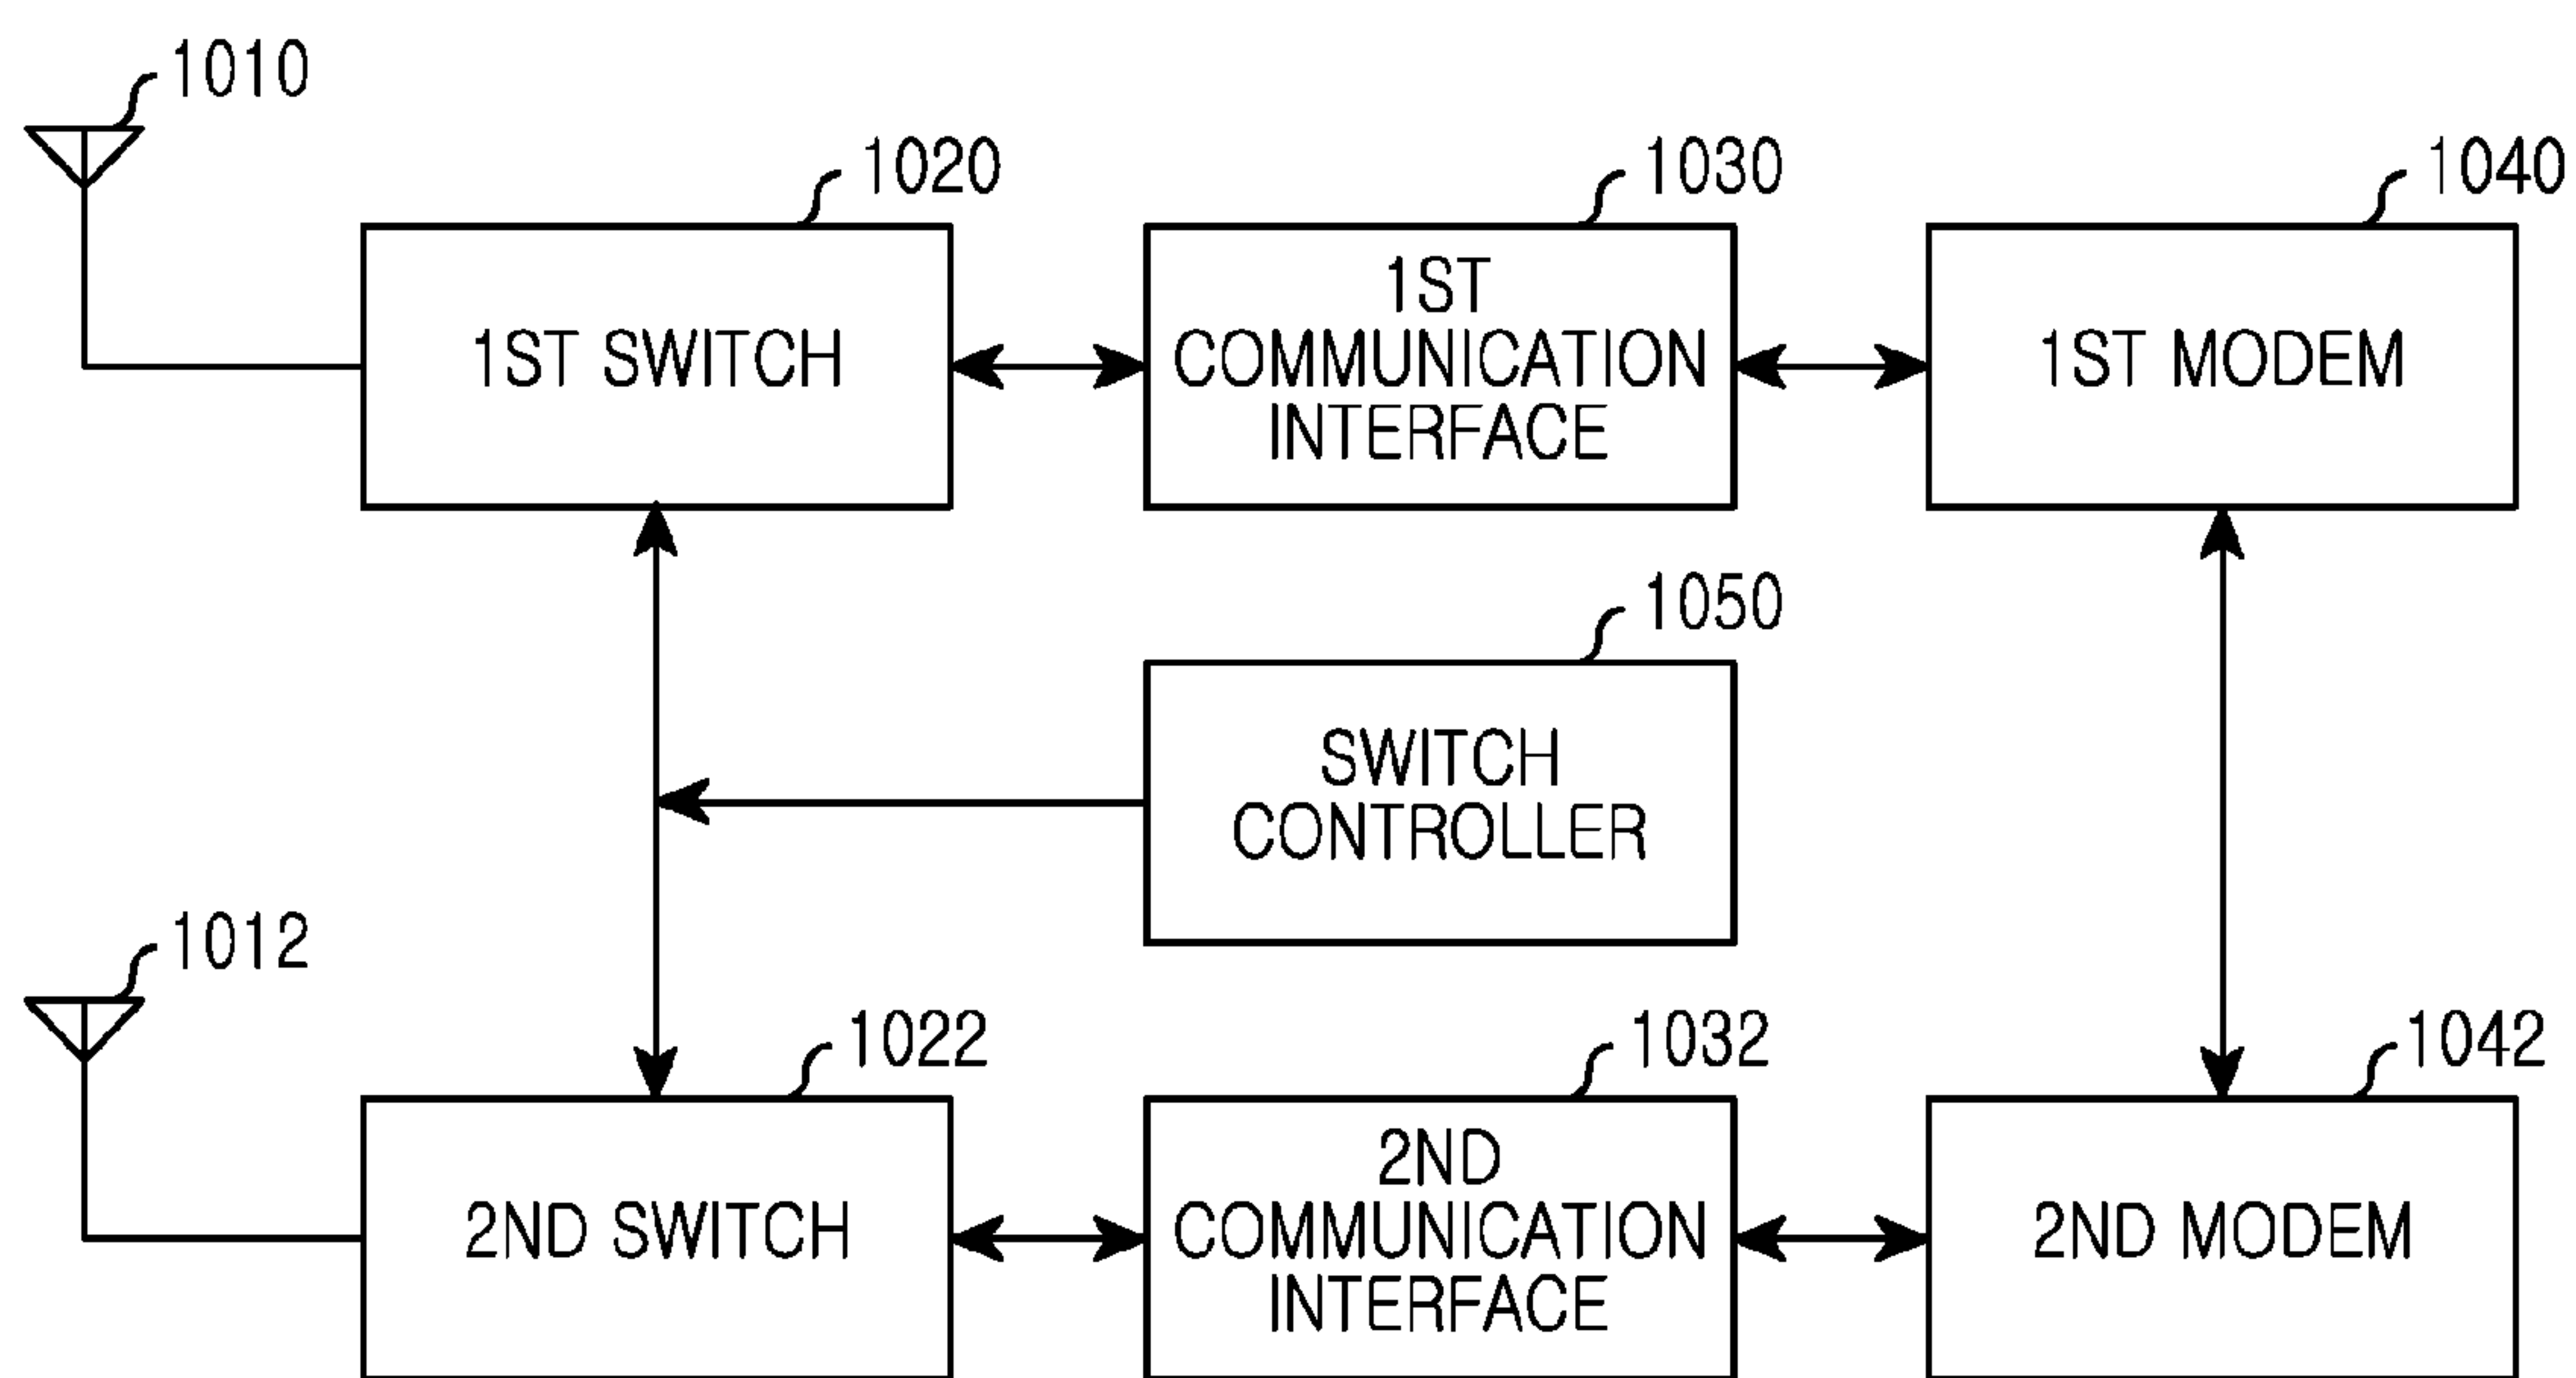 1010
1020
1030
1040
1ST SWITCH
1ST
COMMUNICATION
INTERFACE
1ST MODEM
1050
SWITCH
CONTROLLER
1012
1022
1032
1042
2ND SWITCH
2ND
COMMUNICATION
INTERFACE
2ND MODEM